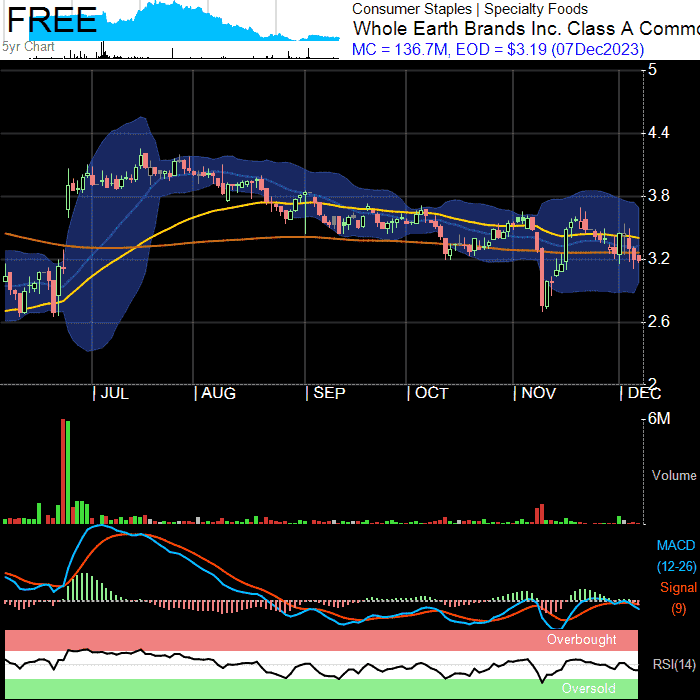 FREE
5yr Chart
Consumer Staples | Specialty Foods
Whole Earth Brands Inc. Class A Commo
MC = 136.7M, EOD = $3.19 (07Dec2023)
5
4.4
3.8
3.2
2.6
2
| JUL | AUG | SEP | OCT | NOV | DEC
6M
Volume
MACD
(12-26)
Signal
(9)
Overbought
RSI(14)
Oversold